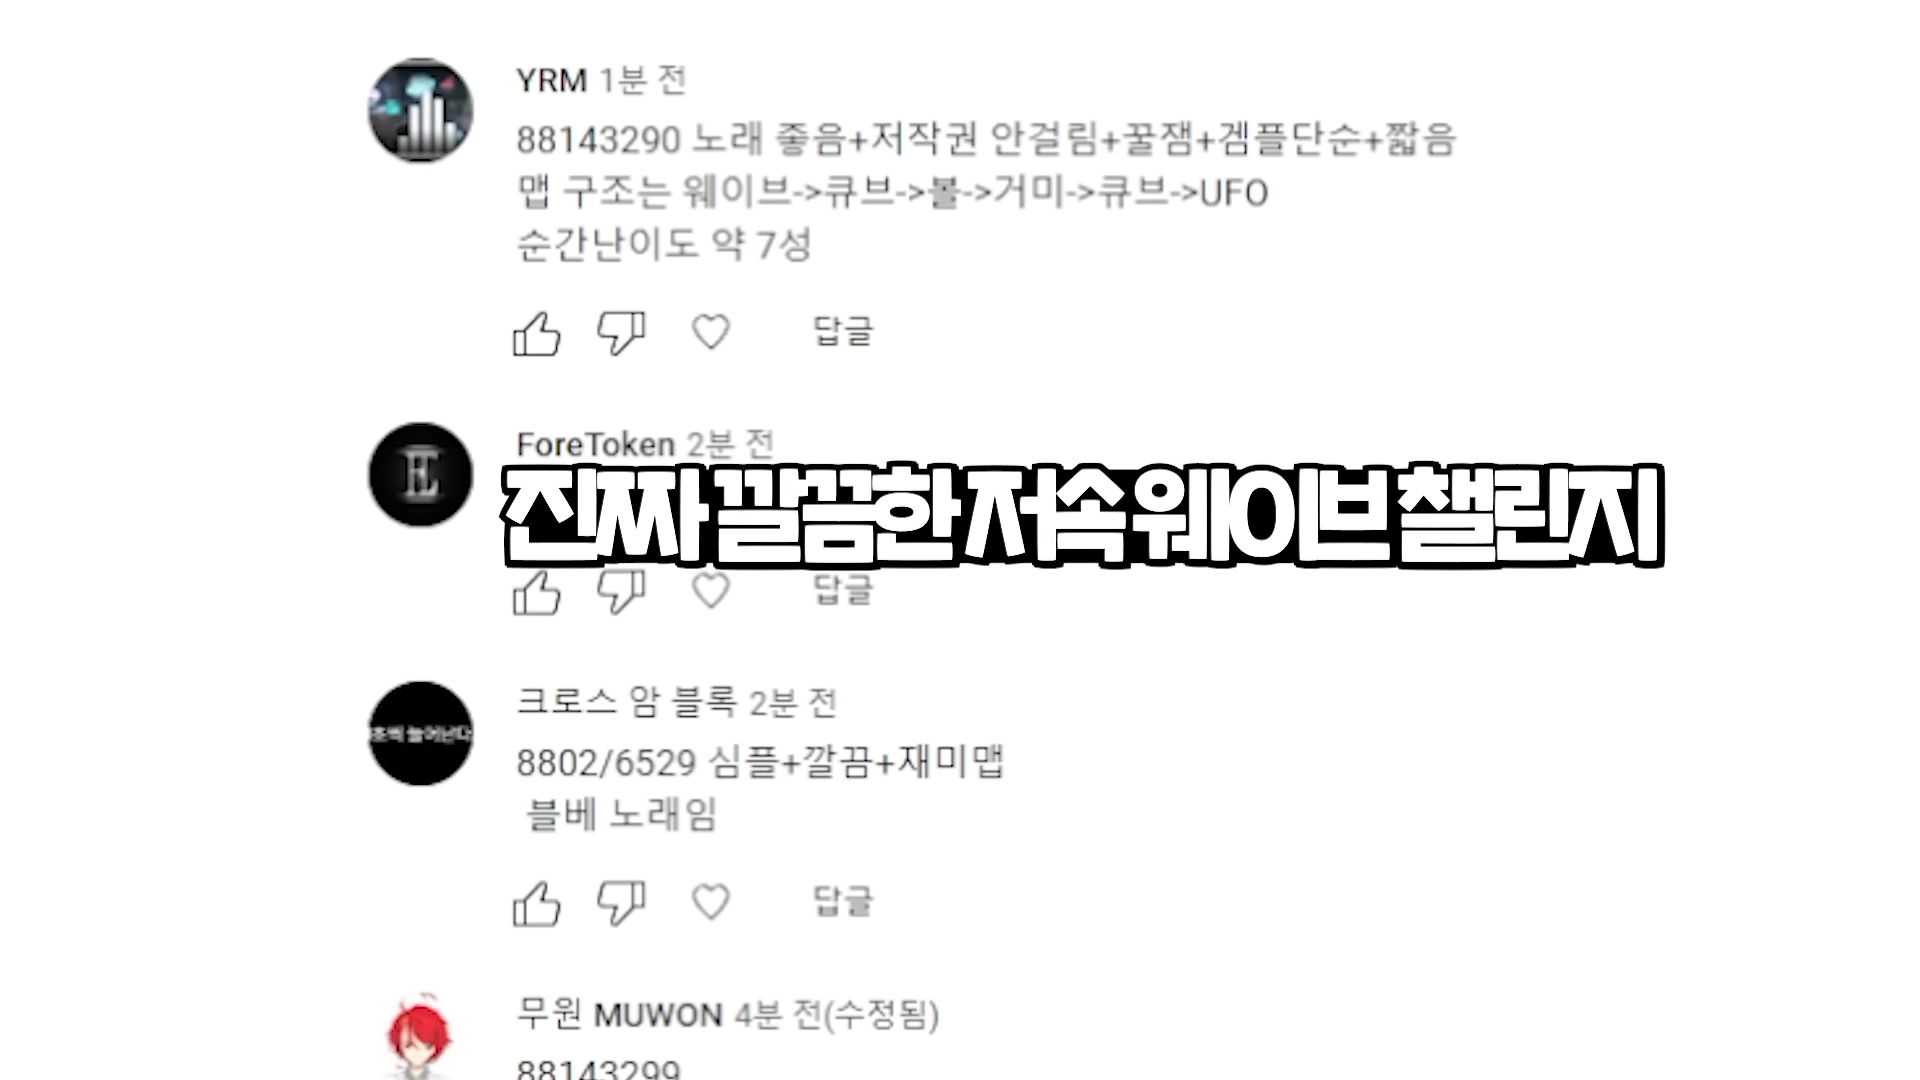 YRM 1분 전
88143290 노래 좋음+저작권 안걸림+꿀잼+겜플단순+짧음
맵 구조는 웨이브->큐브->볼->거미->큐브->UFO
순간난이도 약 7성
답글
E
ForeToken 2분 전
진짜 깔끔한 저속 웨이브 챌린지
답글
크로스 암 블록 2분 전
8802/6529 심플+깔끔+재미맵
블베 노래임
답글
무원 MUWON 4분 전(수정됨)
88143299